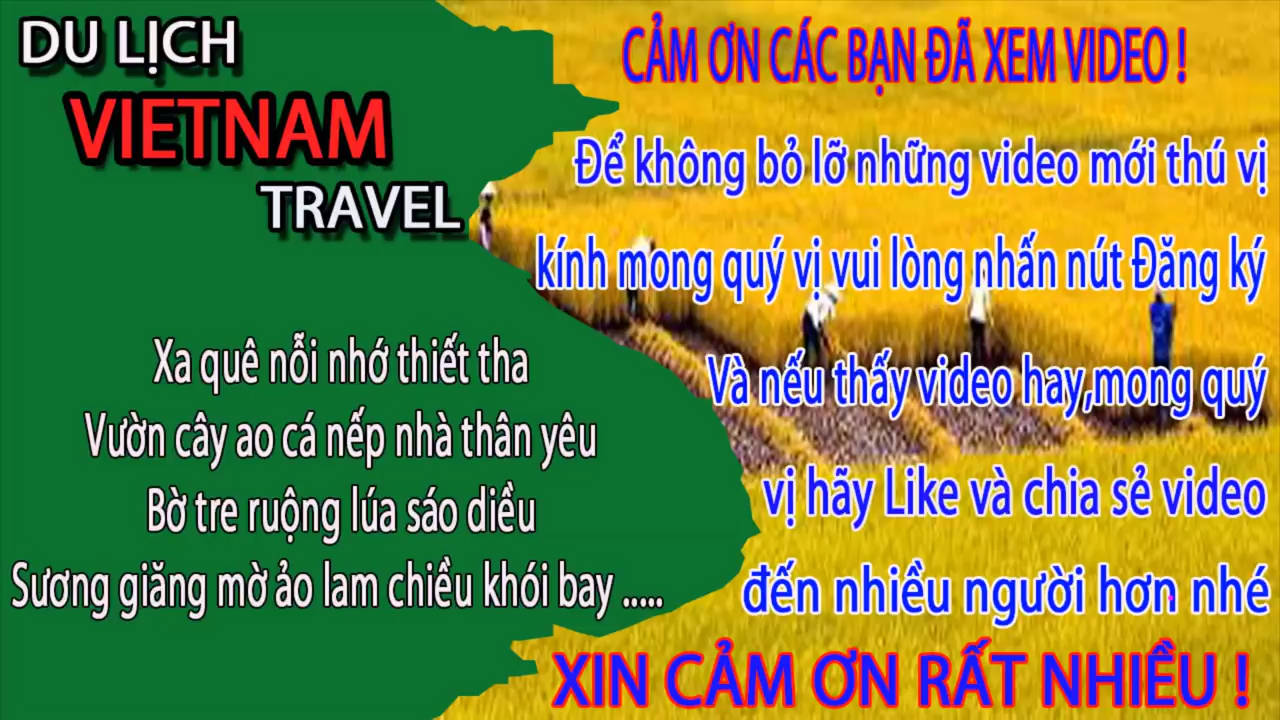 DU LỊCH
VIETNAM
TRAVEL
Xa quê nỗi nhớ thiết tha
Vườn cây ao cá nếp nhà thân yêu
Bờ tre ruộng lúa sáo diều
Sương giăng mờ ảo lam chiều khói bay .....
CẢM ƠN CÁC BẠN ĐÃ XEM VIDEO !
Để không bỏ lỡ những video mới thú vị
kính mong quý vị vui lòng nhấn nút Đăng ký
Và nếu thấy video hay,mong quý
vị hãy Like và chia sẻ video
đến nhiều người hơn nhé
XIN CẢM ƠN RẤT NHIỀU !